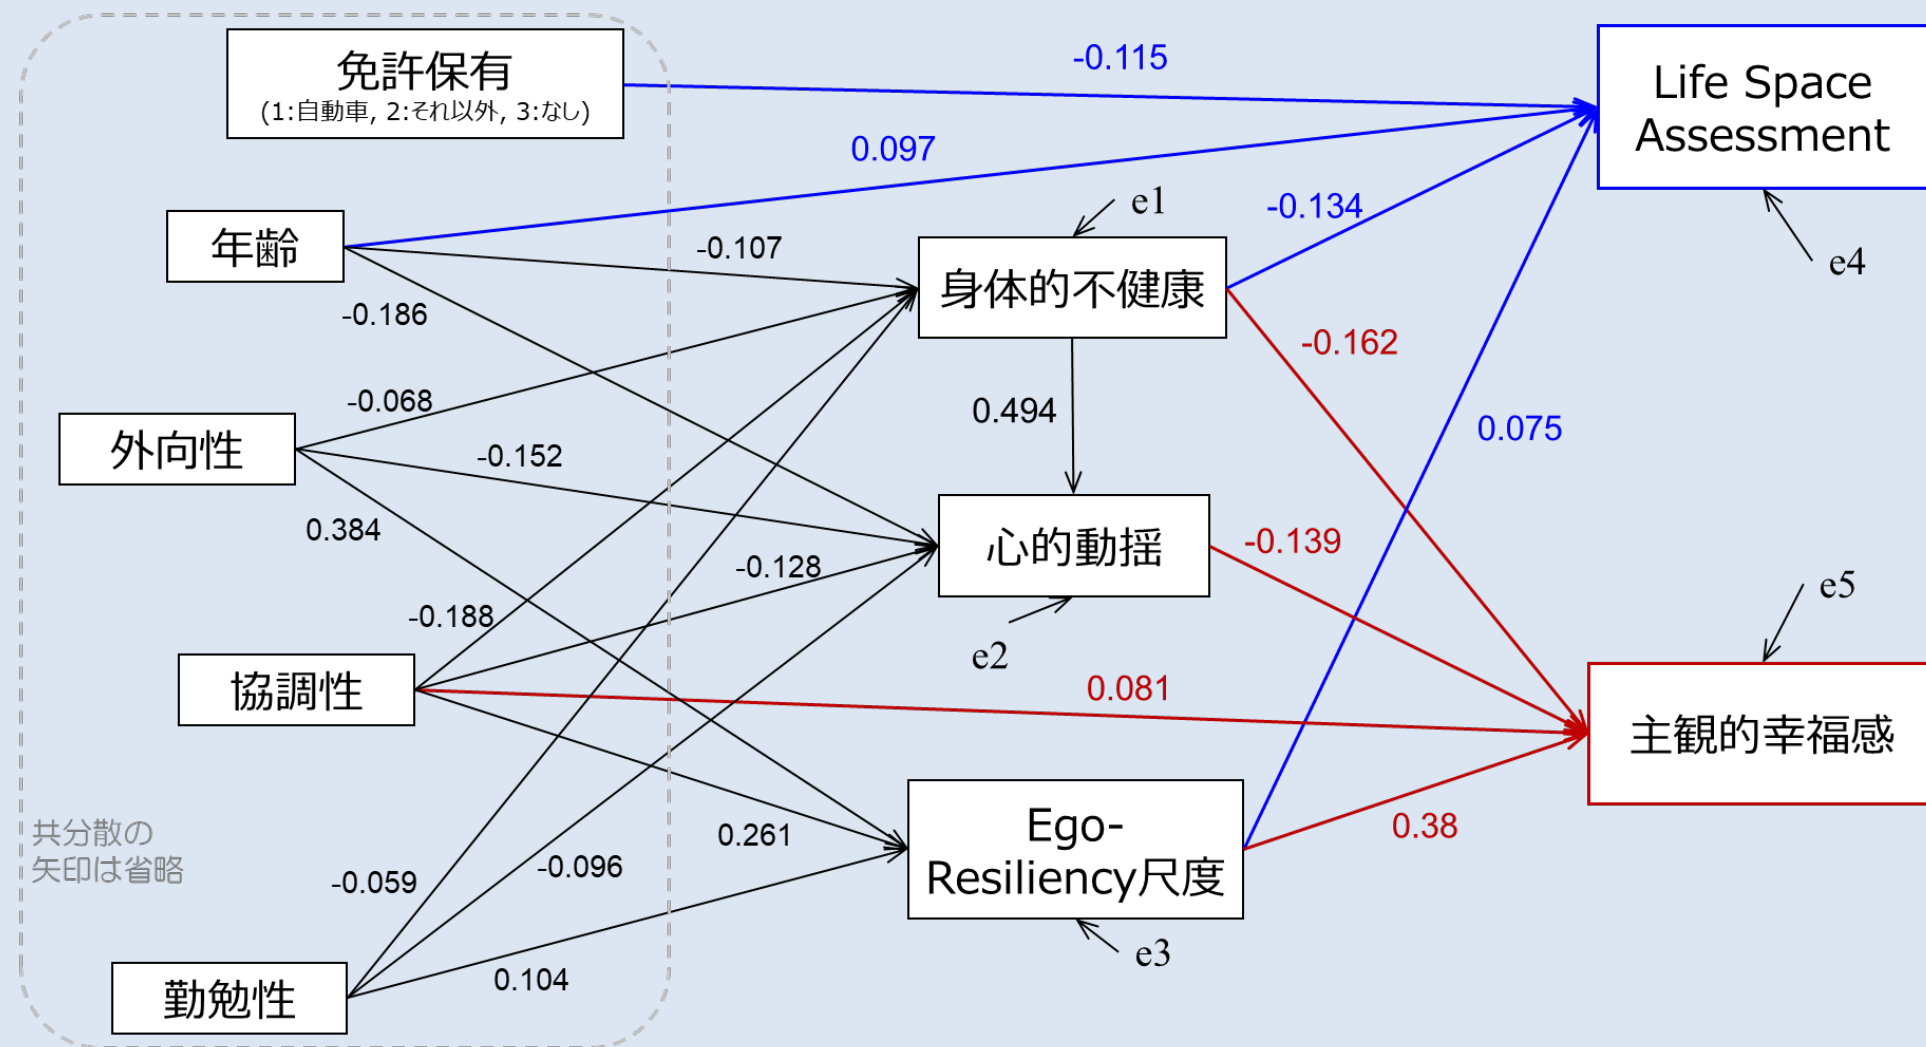 免許保有
(1:自動車, 2:それ以外, 3:なし)
-0.115
Life Space
Assessment
0.097
e1
-0.134
年齢
-0.107
身体的不健康
e4
-0.186
-0.162
-0.068
0.494
0.075
外向性
-0.152
0.384
心的動揺
-0.139
-0.128
e5
-0.188
e2
協調性
0.081
主観的幸福感
共分散の
矢印は省略
0.261
Ego-
Resiliency尺度
0.38
-0.059
-0.096
e3
0.104
勤勉性